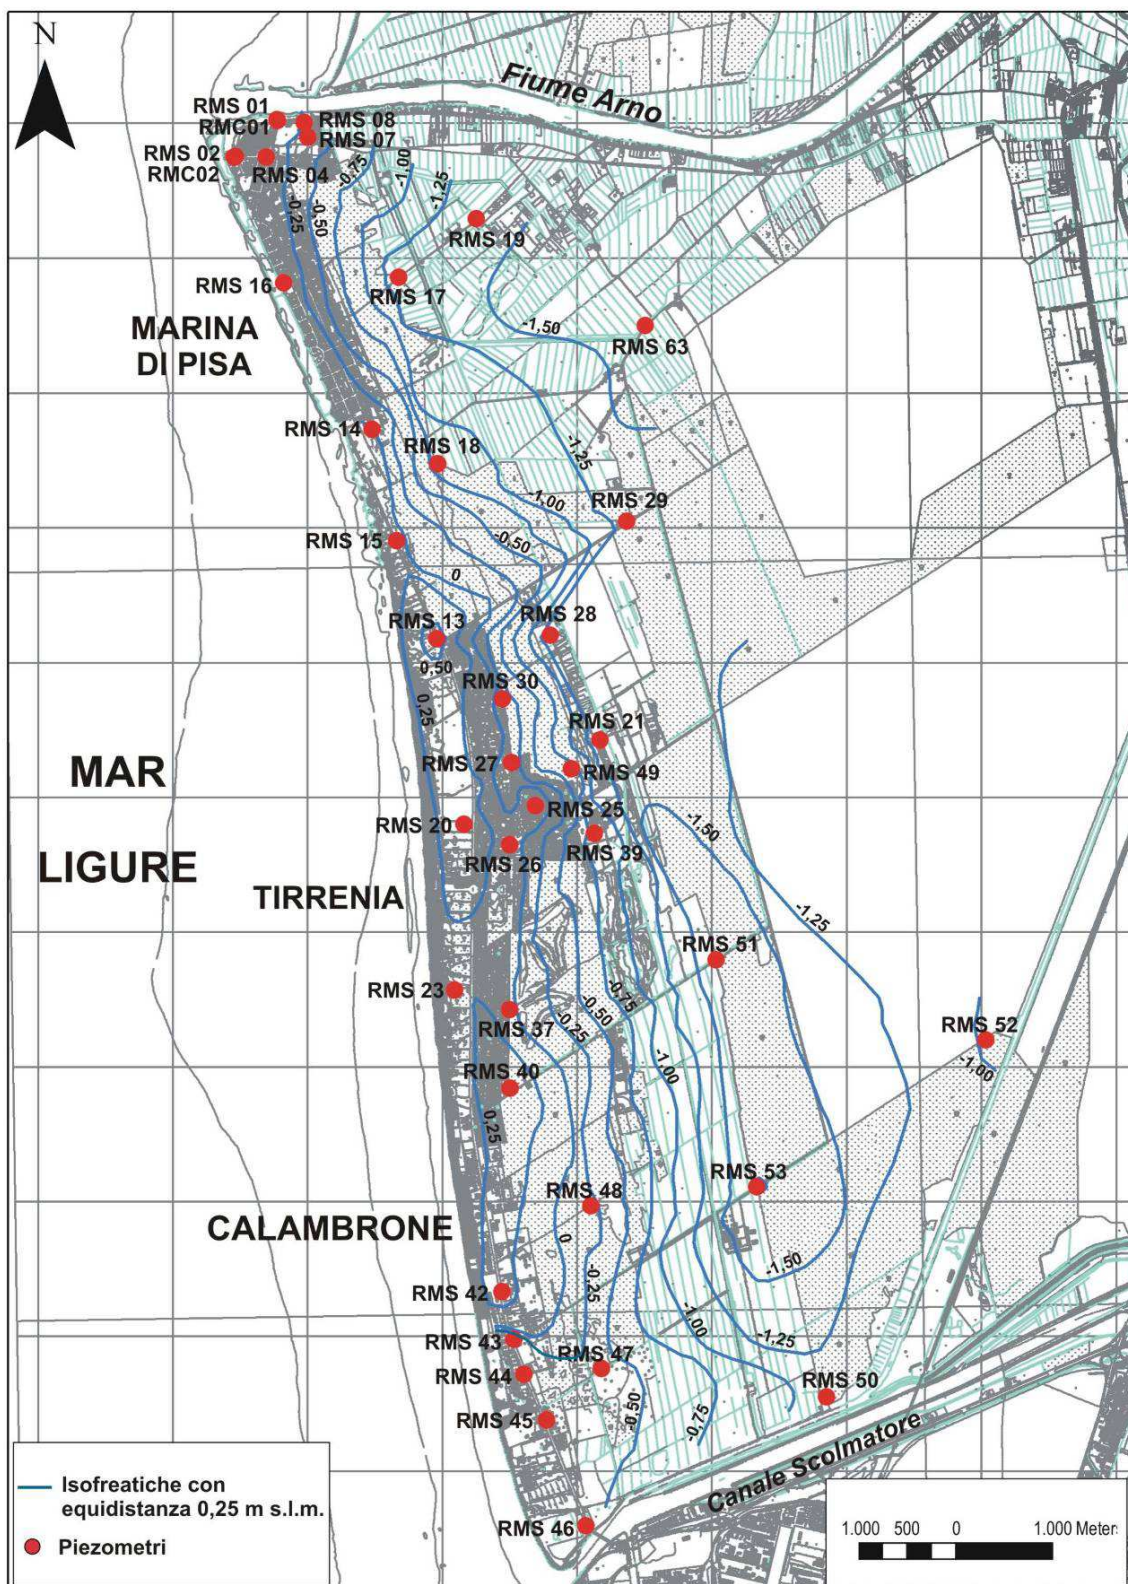 N
Fiume Arno
RMS 01
RMC01
RMS 08
RMS 07
RMS 02
RMC02
RMS 04
-0,75
-1,00
-1,25
-0,25
-0,50
RMS 19
RMS 16
RMS 17
-1,50
RMS 63
MARINA
DI PISA
RMS 14
RMS 18
-1,25
-1,00
RMS 29
RMS 15
-0,50
0
RMS 13
RMS 28
0,50
RMS 30
0,25
RMS 21
MAR
LIGURE
RMS 27
RMS 49
RMS 25
RMS 20
RMS 39
-1,50
RMS 26
TIRRENIA
-1,25
RMS 51
RMS 23
RMS 37
-0,25
-0,50
-0,75
RMS 52
-1,00
RMS 40
-1,00
0,25
RMS 53
RMS 48
CALAMBRONE
0
-1,50
-0,25
RMS 42
-1,00
-1,25
RMS 43
RMS 47
RMS 44
RMS 50
-0,50
-0,75
RMS 45
Canale Scolmatore
RMS 46
Isofreatiche con
equidistanza 0,25 m s.l.m.
Piezometri
1.000 500 0 1.000 Meters